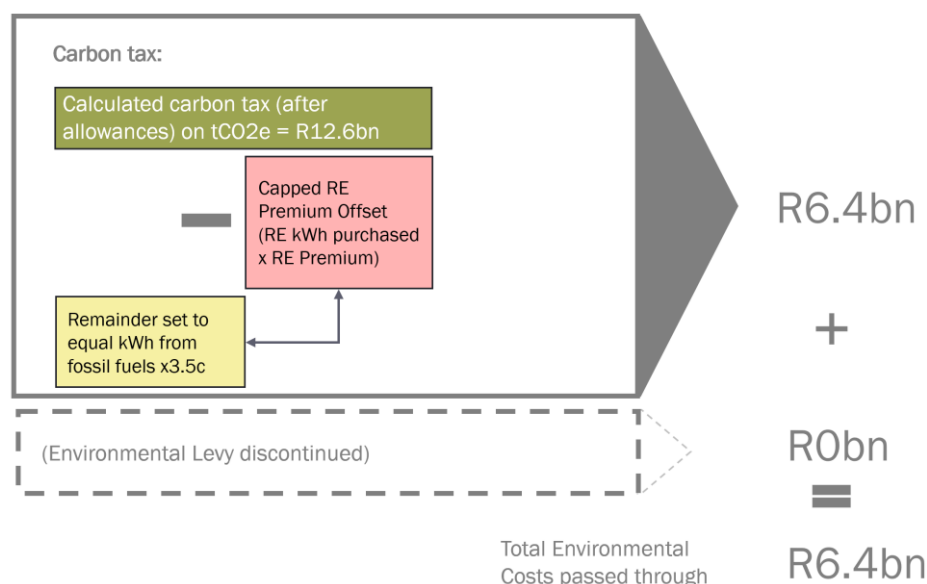 Carbon tax:
Calculated carbon tax (after
allowances) on tCO2e = R12.6bn
Capped RE
Premium Offset
(RE kWh purchased
x RE Premium)
Remainder set to
equal kWh from
fossil fuels x3.5c
R6.4bn
+
(Environmental Levy discontinued)
R0bn
=
Total Environmental
Costs passed through
R6.4bn